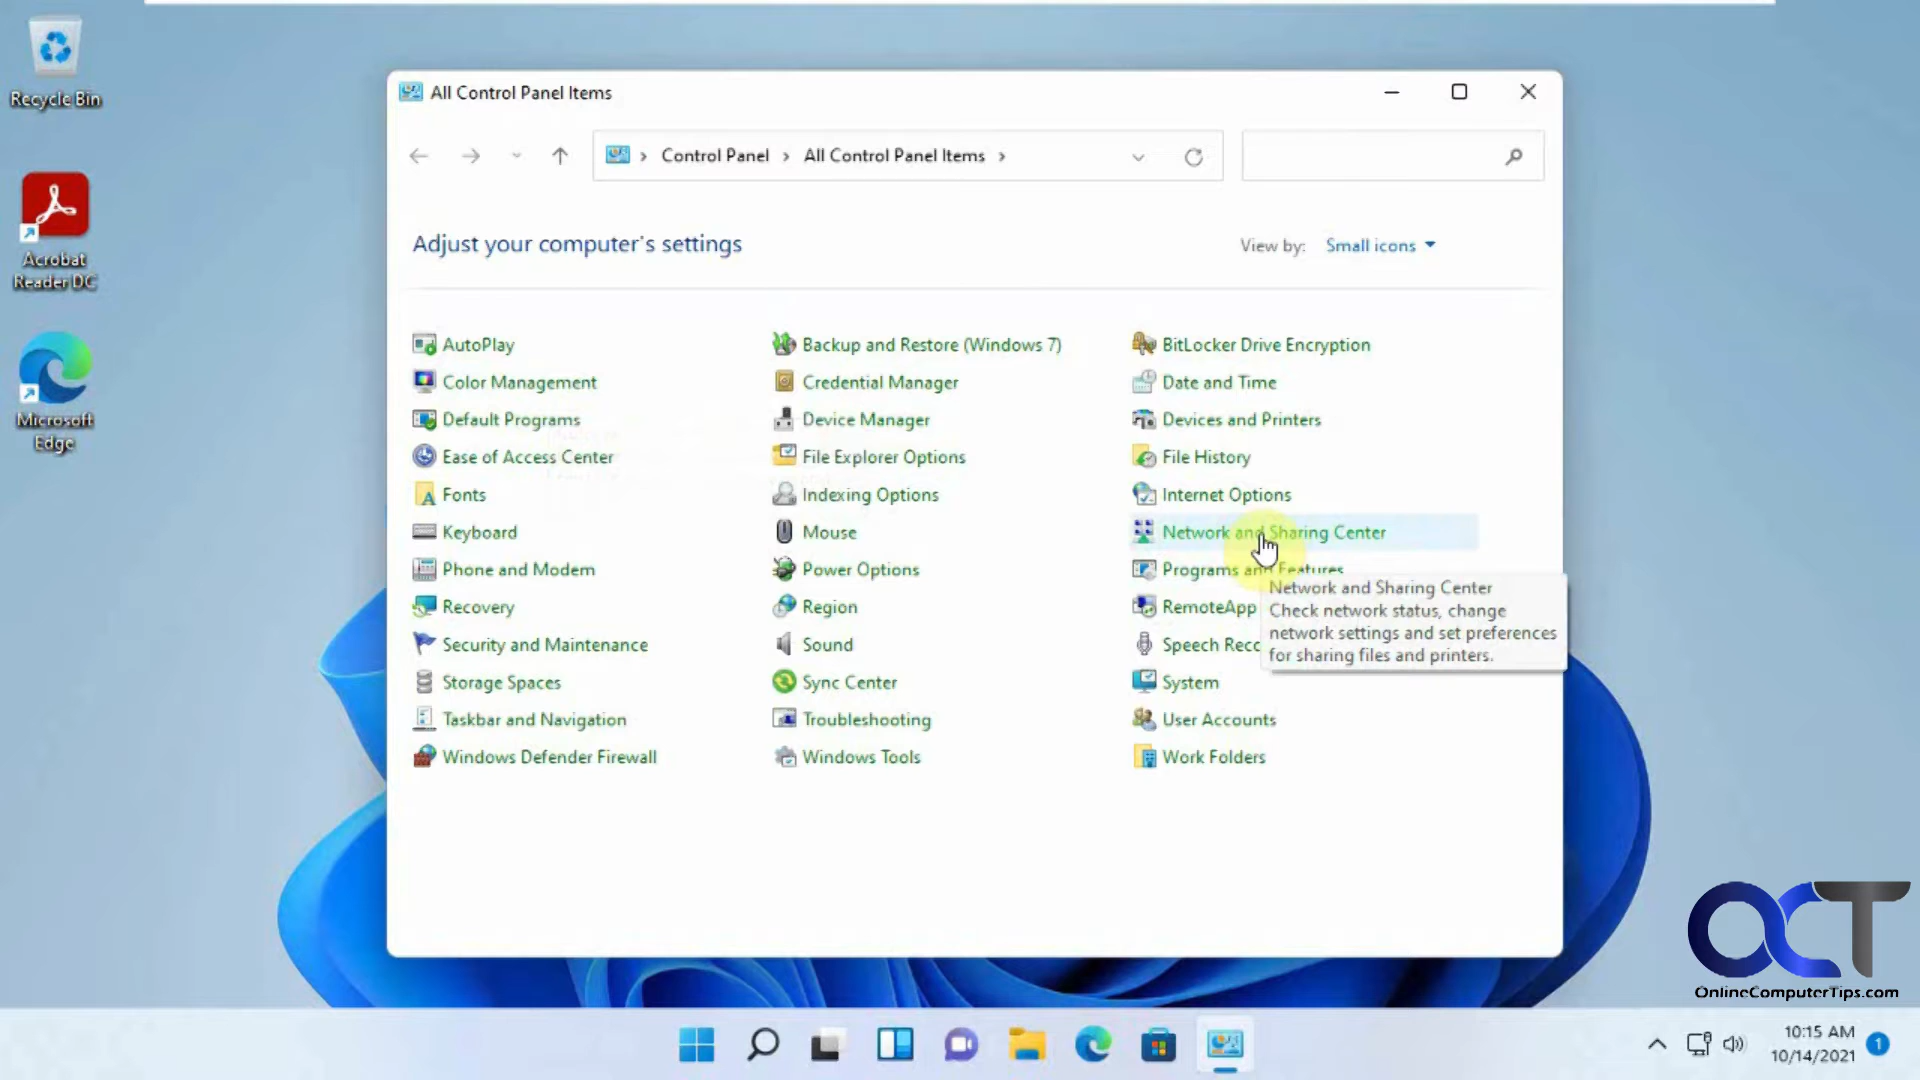 Recycle Bin
Acrobat
Reader DC
Microsoft
Edge
All Control Panel Items
Control Panel
All Control Panel Items
Adjust your computer's settings
View by: Small icons
AutoPlay
Backup and Restore (Windows 7)
BitLocker Drive Encryption
Color Management
Credential Manager
Date and Time
Default Programs
Device Manager
Devices and Printers
Ease of Access Center
File Explorer Options
File History
Fonts
Indexing Options
Internet Options
Keyboard
Mouse
Network and Sharing Center
Phone and Modem
Power Options
Programs and Features
Recovery
Region
RemoteApp
Security and Maintenance
Sound
Speech Rec
Storage Spaces
Sync Center
System
Taskbar and Navigation
Troubleshooting
User Accounts
Windows Defender Firewall
Windows Tools
Work Folders
Network and Sharing Center
Check network status, change
network settings and set preferences
for sharing files and printers.
OCT
OnlineComputerTips.com
10:15 AM
10/14/2021
1